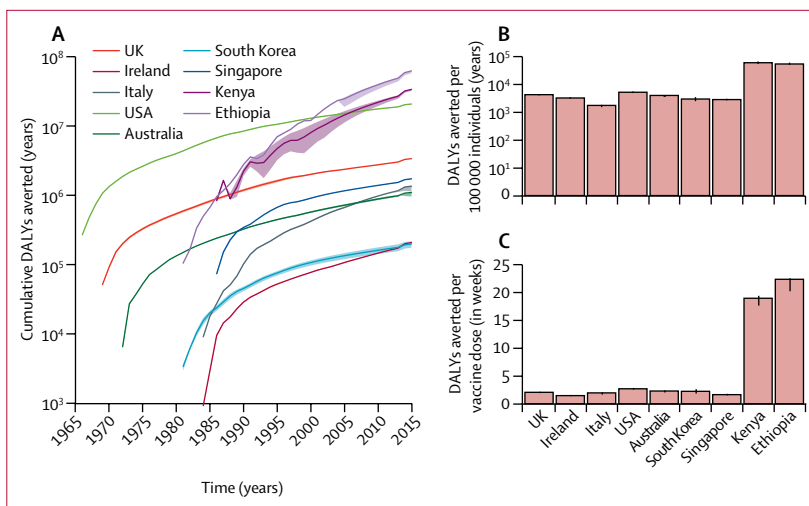 A
UK
Ireland
Italy
USA
Australia
South Korea
Singapore
Kenya
Ethiopia
Cumulative DALYs averted (years)
10⁸
10⁷
10⁶
10⁵
10⁴
10³
1965
1970
1975
1980
1985
1990
1995
2000
2005
2010
2015
Time (years)
B
DALYs averted per
100 000 individuals (years)
10⁵
10⁴
10³
10²
10¹
0
C
DALYs averted per
vaccine dose (in weeks)
25
20
15
10
5
0
UK
Ireland
Italy
USA
Australia
South Korea
Singapore
Kenya
Ethiopia